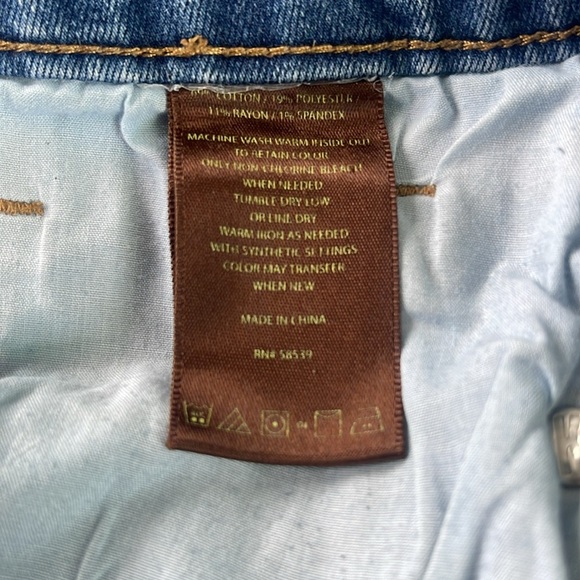 69% COTTON / 19% POLYESTER /
11% RAYON / 1% SPANDEX
MACHINE WASH WARM INSIDE OUT
TO RETAIN COLOR
ONLY NON CHLORINE BLEACH
WHEN NEEDED
TUMBLE DRY LOW
OR LINE DRY
WARM IRON AS NEEDED
WITH SYNTHETIC SETTINGS
COLOR MAY TRANSFER
WHEN NEW
MADE IN CHINA
RN# 58539
or